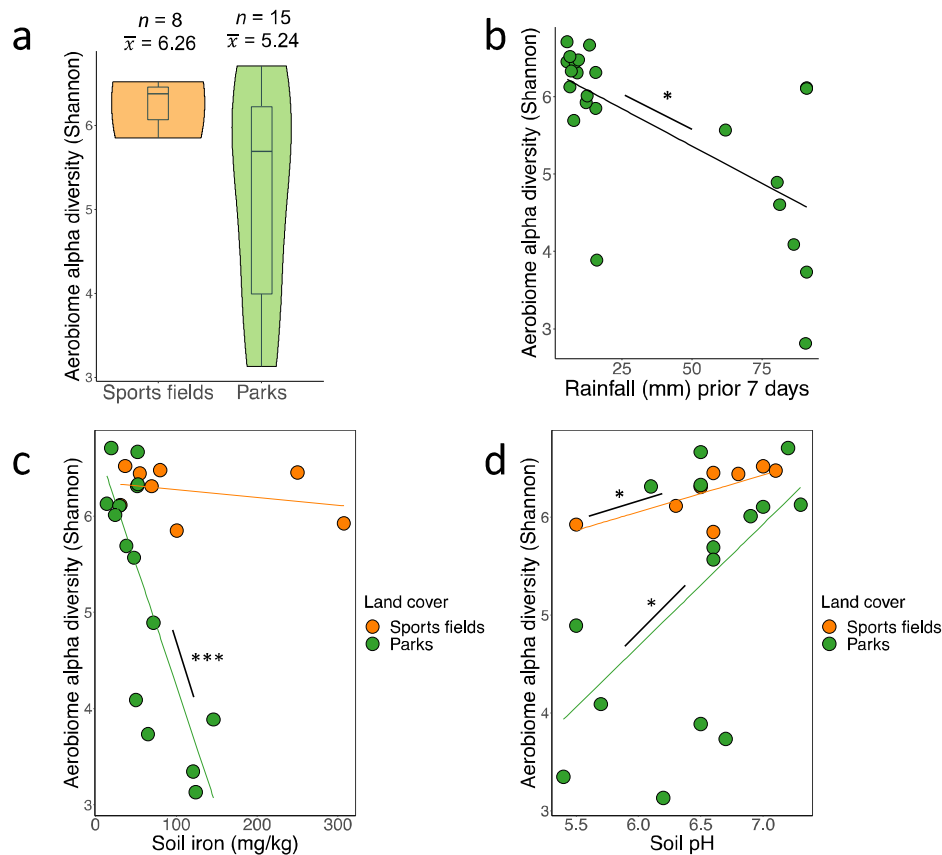 a
n = 8
x̅ = 6.26
n = 15
x̅ = 5.24
Aerobiome alpha diversity (Shannon)
6
5
4
3
Sports fields
Parks
b
*
Aerobiome alpha diversity (Shannon)
6
5
4
3
25
50
75
Rainfall (mm) prior 7 days
c
Aerobiome alpha diversity (Shannon)
6
5
4
3
***
0
100
200
300
Soil iron (mg/kg)
Land cover
Sports fields
Parks
d
Aerobiome alpha diversity (Shannon)
6
5
4
3
*
*
5.5
6.0
6.5
7.0
Soil pH
Land cover
Sports fields
Parks